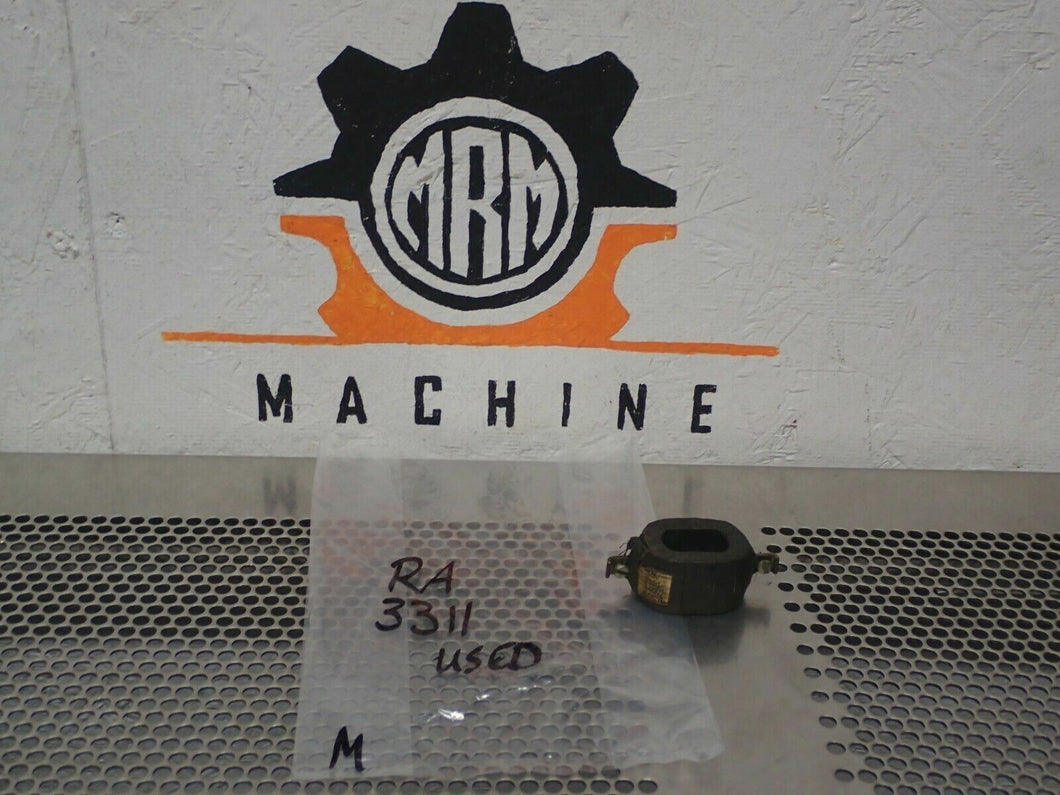 MRM
MACHINE
RA
3311
USED
M